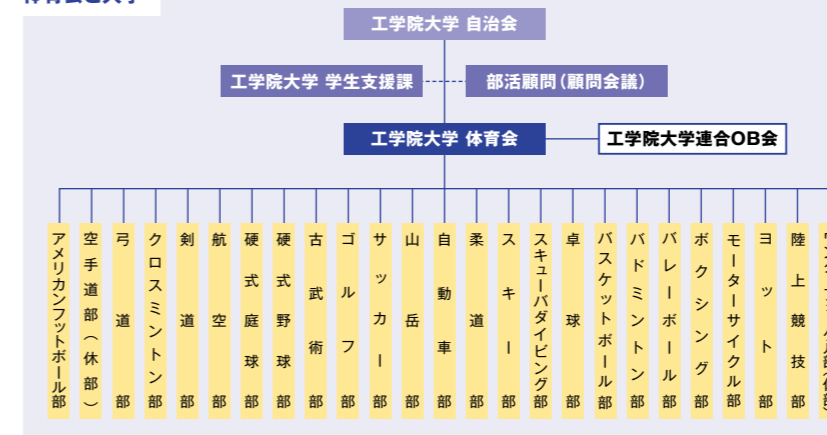 工学院大学 自治会
工学院大学 学生支援課
部活顧問（顧問会議）
工学院大学 体育会
工学院大学連合OB会
アメリカンフットボール部
空手道部（休部）
弓道部
クロスミントン部
剣道部
航空部
硬式庭球部
硬式野球部
古武術部
ゴルフ部
サッカー部
山岳部
自動車部
柔道部
スキー部
スキューバダイビング部
卓球部
バスケットボール部
バドミントン部
バレーボール部
ボクシング部
モーターサイクル部
ヨット部
陸上競技部